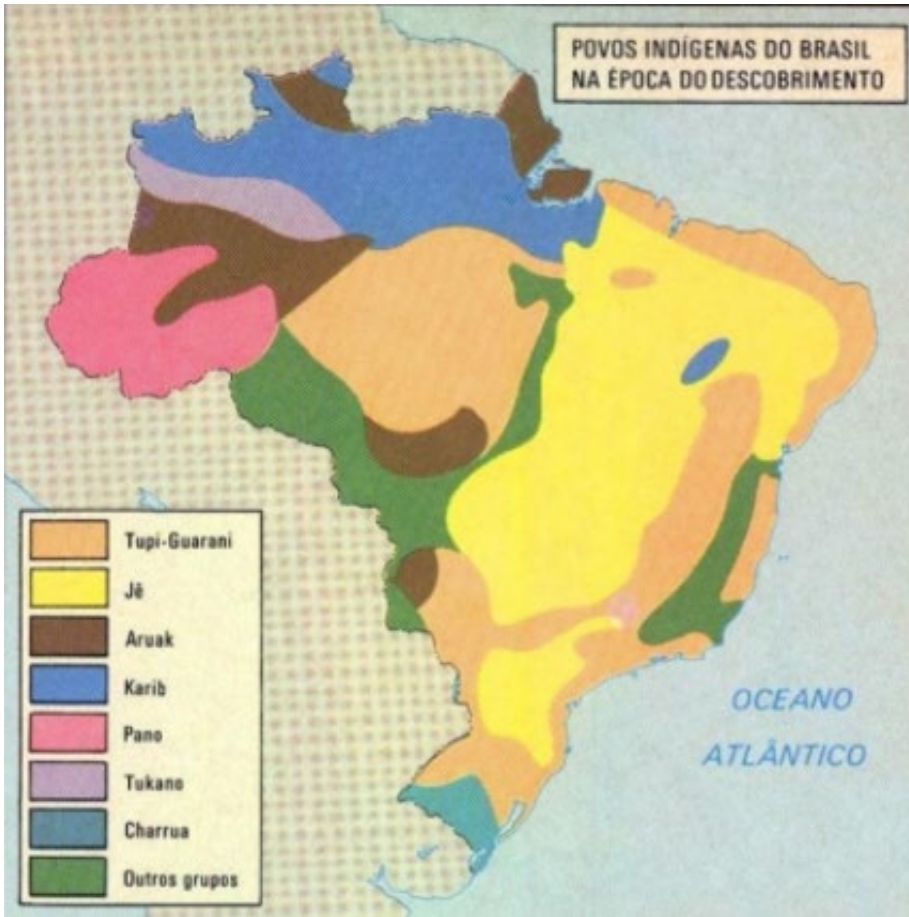 POVOS INDÍGENAS DO BRASIL
NA ÉPOCA DO DESCOBRIMENTO
Tupi-Guarani
Jê
Aruak
Karib
Pano
Tukano
Charrua
Outros grupos
OCEANO
ATLÂNTICO